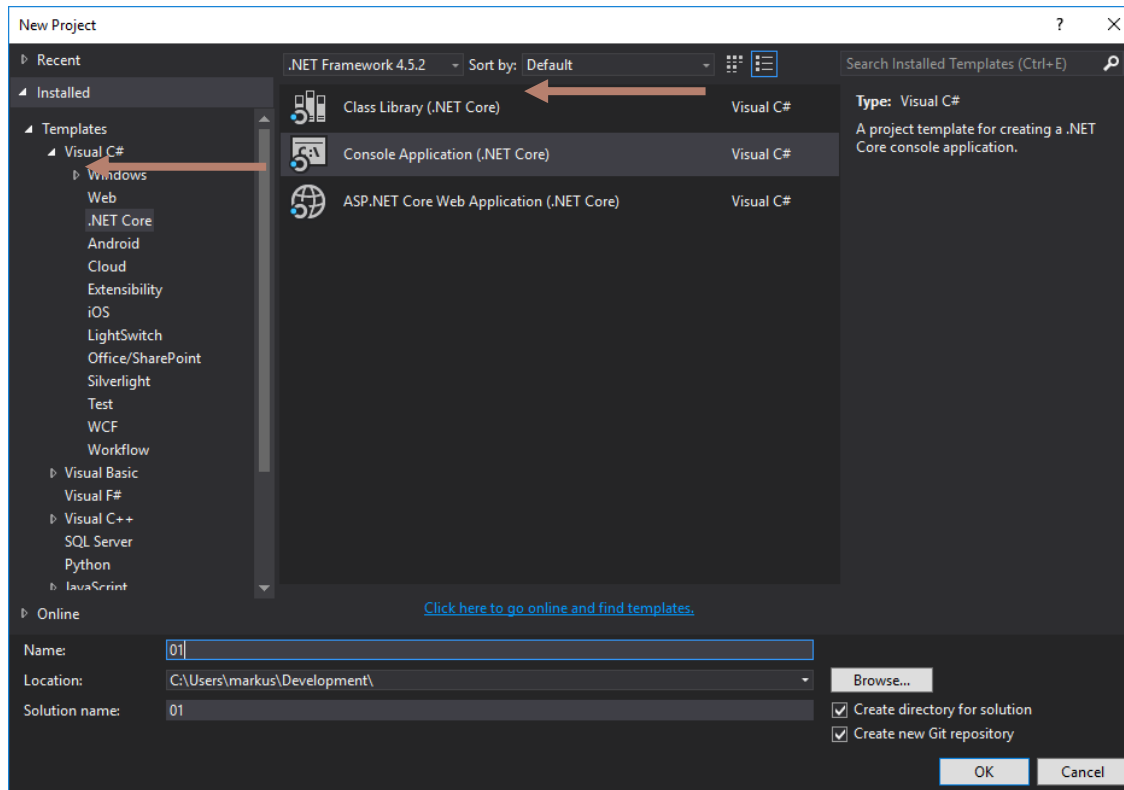 New Project ?
Recent
.NET Framework 4.5.2 Sort by: Default
Search Installed Templates (Ctrl+E)
Installed
Templates
Visual C#
Windows
Web
.NET Core
Android
Cloud
Extensibility
iOS
LightSwitch
Office/SharePoint
Silverlight
Test
WCF
Workflow
Visual Basic
Visual F#
Visual C++
SQL Server
Python
JavaScript
Online
Class Library (.NET Core) Visual C#
Console Application (.NET Core) Visual C#
ASP.NET Core Web Application (.NET Core) Visual C#
Click here to go online and find templates.
Type: Visual C#
A project template for creating a .NET
Core console application.
Name: 01
Location: C:\Users\markus\Development\ Browse...
Solution name: 01
Create directory for solution
Create new Git repository
OK Cancel